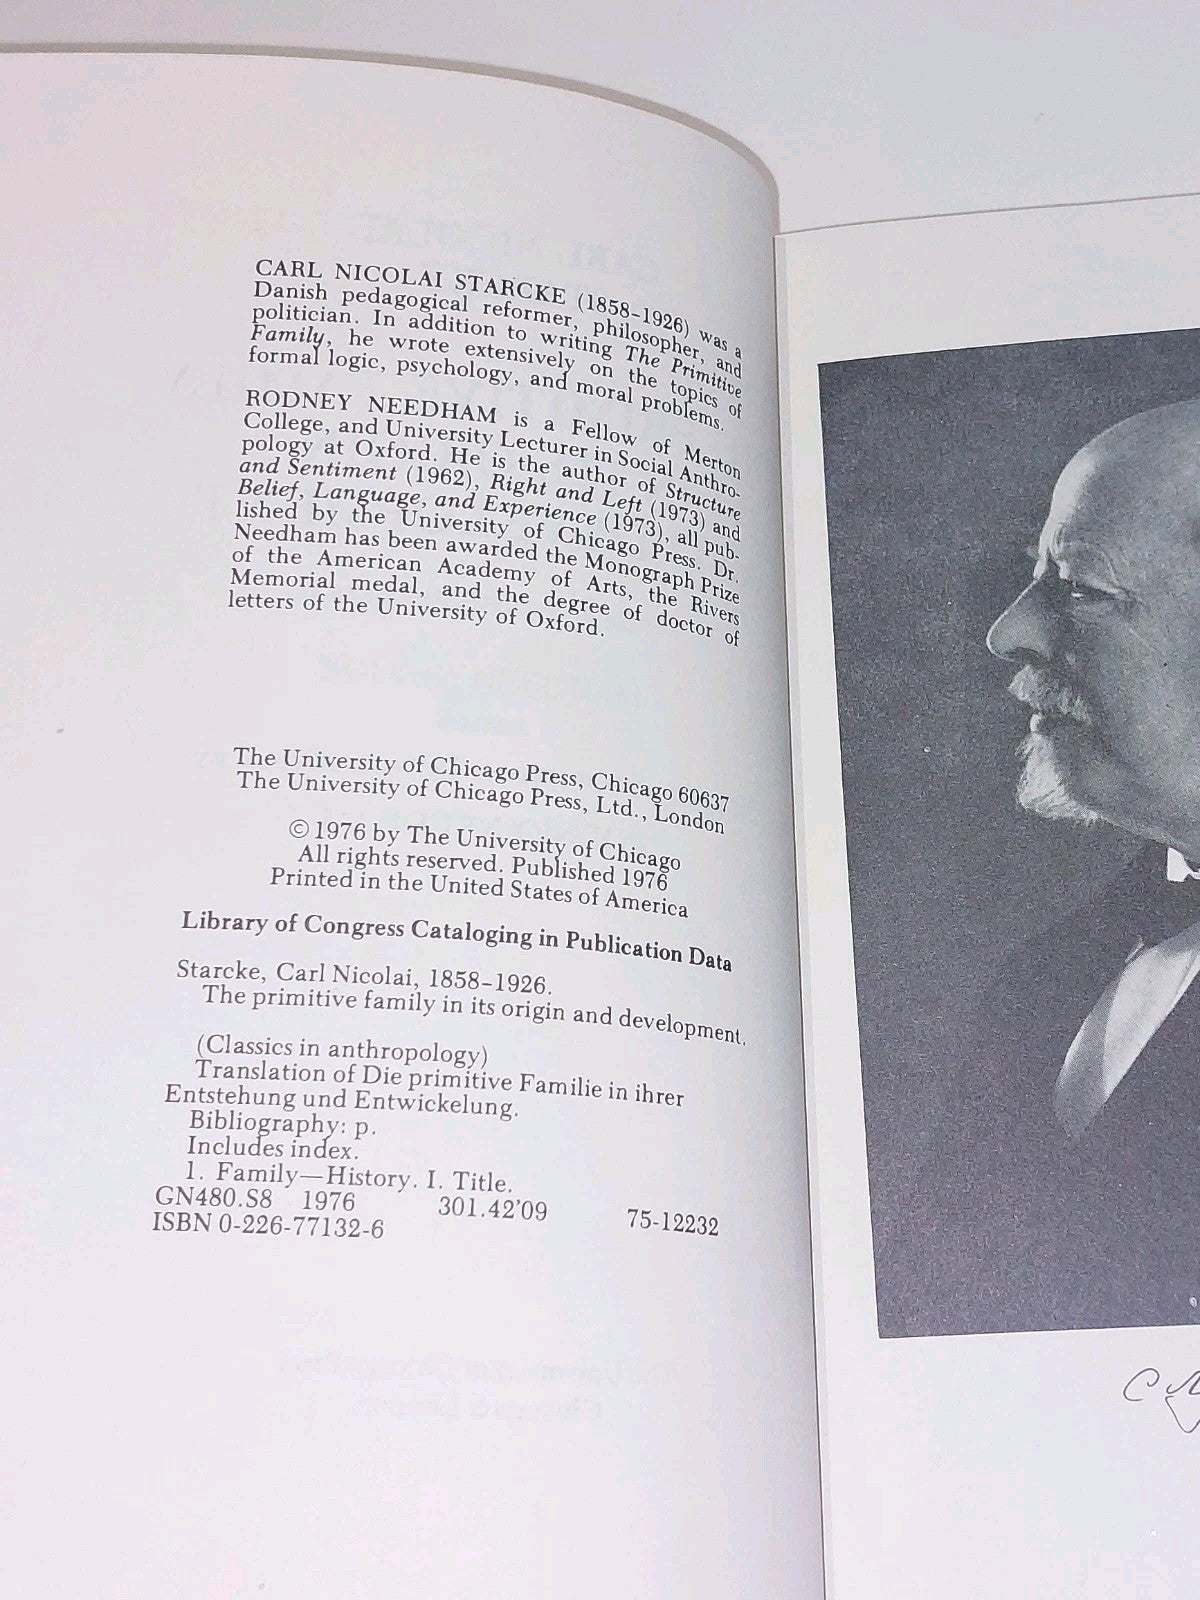 CARL NICOLAI STARCKE (1858–1926) was a
Danish pedagogical reformer, philosopher, and
politician. In addition to writing The Primitive
Family, he wrote extensively on the topics of
formal logic, psychology, and moral problems.
RODNEY NEEDHAM is a Fellow of Merton
College, and University Lecturer in Social Anthro-
pology at Oxford. He is the author of Structure
and Sentiment (1962), Right and Left (1973) and
Belief, Language, and Experience (1973), all pub-
lished by the University of Chicago Press. Dr.
Needham has been awarded the Monograph Prize
of the American Academy of Arts, the Rivers
Memorial medal, and the degree of doctor of
letters of the University of Oxford.
The University of Chicago Press, Chicago 60637
The University of Chicago Press, Ltd., London
© 1976 by The University of Chicago
All rights reserved. Published 1976
Printed in the United States of America
Library of Congress Cataloging in Publication Data
Starcke, Carl Nicolai, 1858–1926.
The primitive family in its origin and development.
(Classics in anthropology)
Translation of Die primitive Familie in ihrer
Entstehung und Entwickelung.
Bibliography: p.
Includes index.
1. Family—History. I. Title.
GN480.S8 1976 301.42'09 75-12232
ISBN 0-226-77132-6